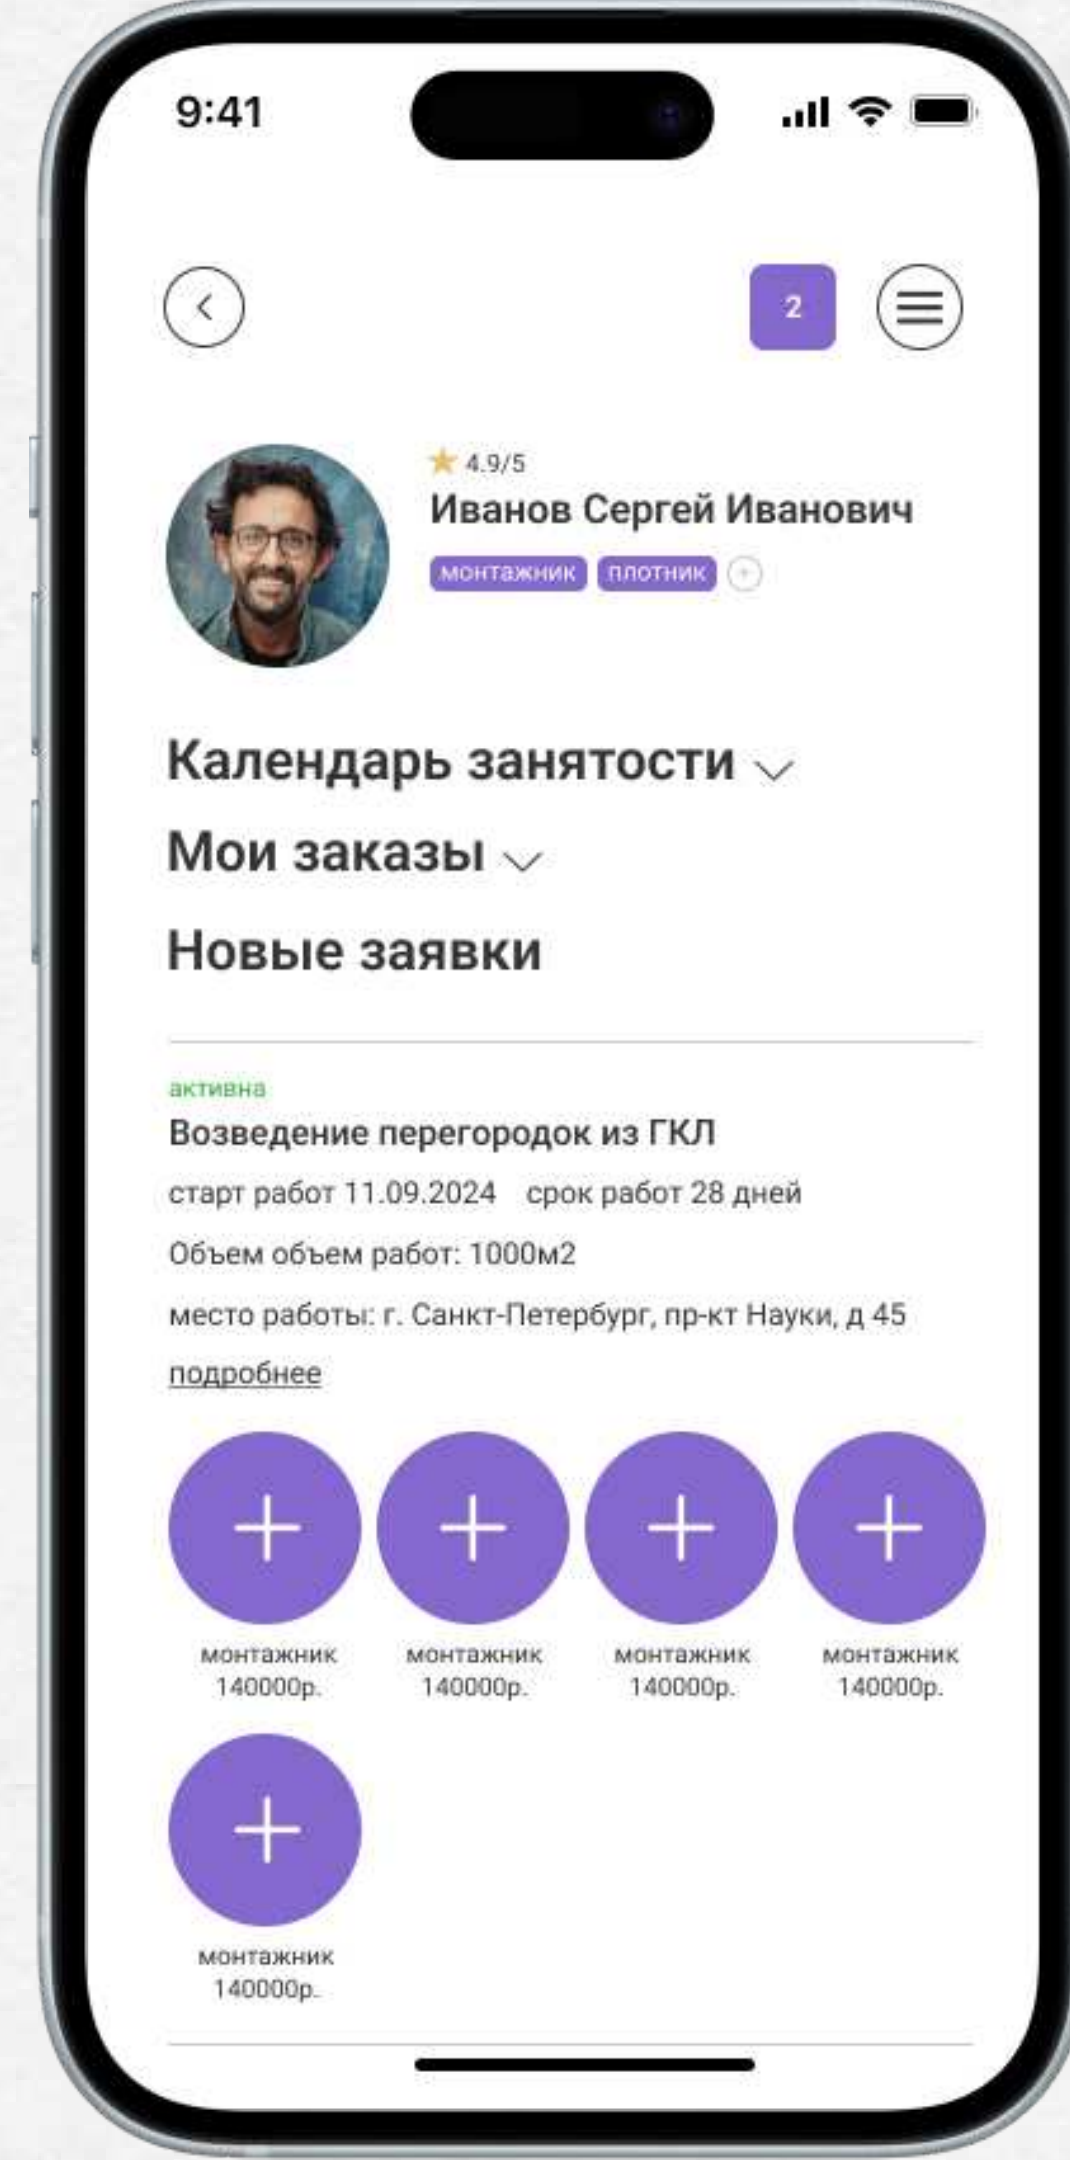 9:41
2
4.9/5
Иванов Сергей Иванович
монтажник плотник
Календарь занятости
Мои заказы
Новые заявки
активна
Возведение перегородок из ГКЛ
старт работ 11.09.2024 срок работ 28 дней
Объем объем работ: 1000м2
место работы: г. Санкт-Петербург, пр-кт Науки, д 45
подробнее
монтажник монтажник монтажник монтажник
140000р. 140000р. 140000р. 140000р.
монтажник
140000р.